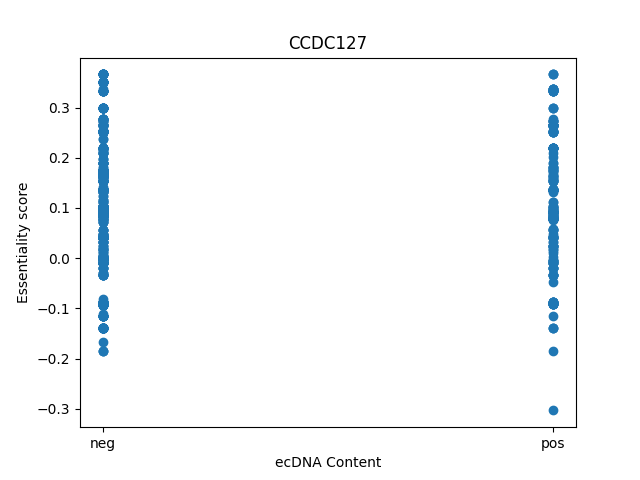 CCDC127
Essentiality score
0.3
0.2
0.1
0.0
−0.1
−0.2
−0.3
neg
pos
ecDNA Content